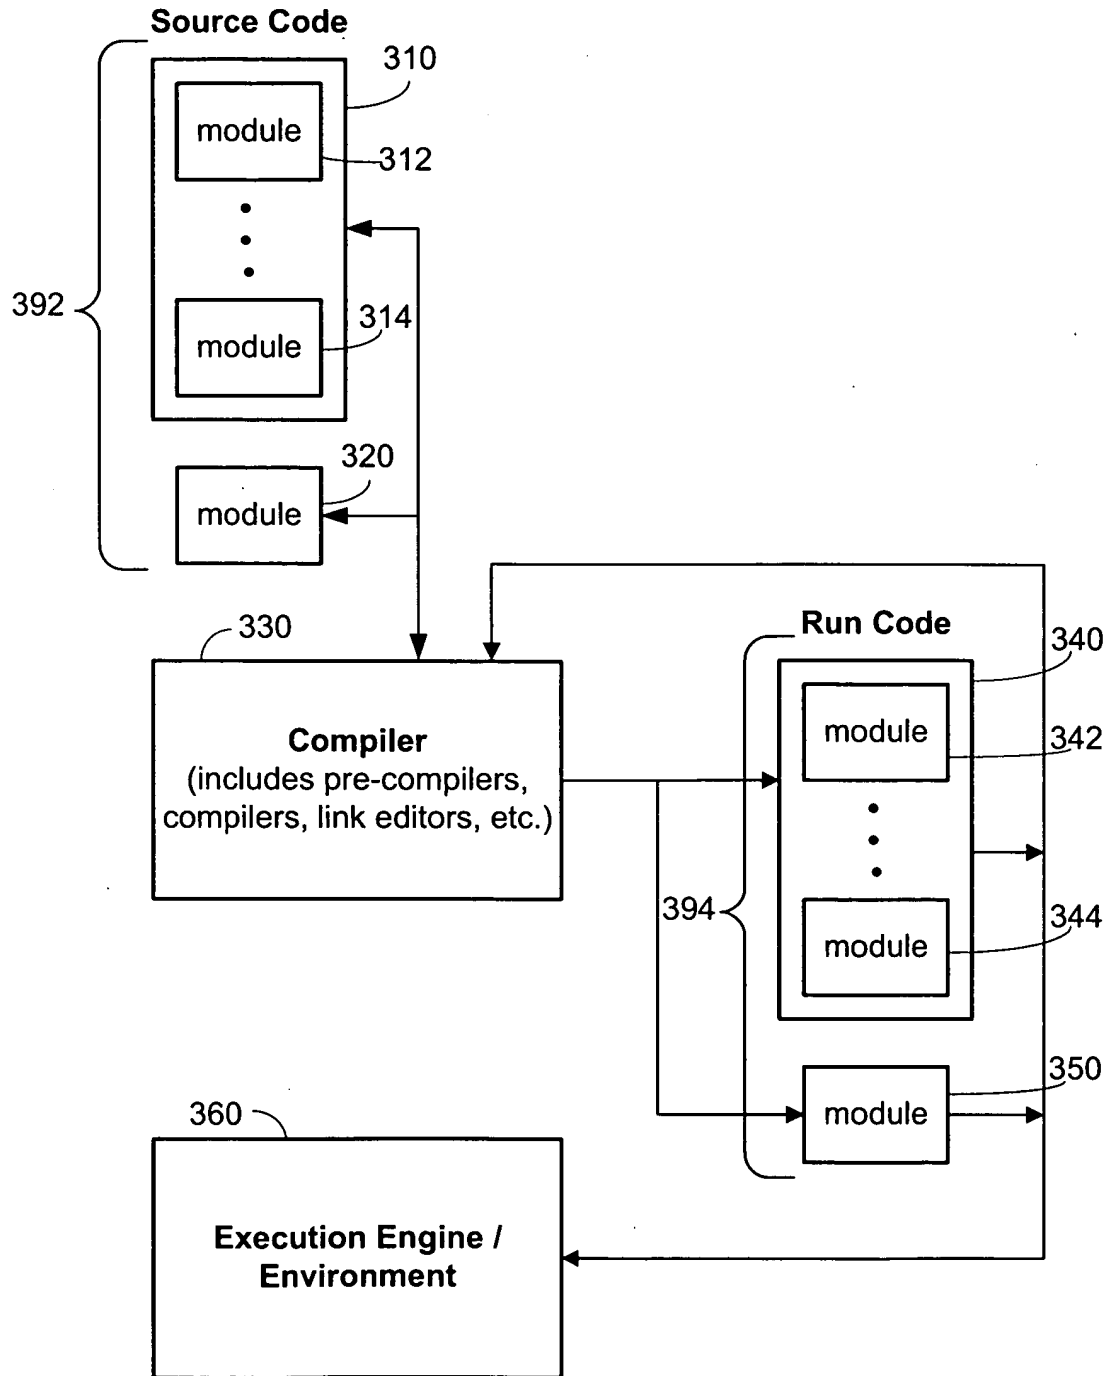 Source Code
310
module
312
392
314
module
320
module
330
Run Code
340
Compiler
(includes pre-compilers,
compilers, link editors, etc.)
module
342
394
344
module
350
module
360
Execution Engine /
Environment